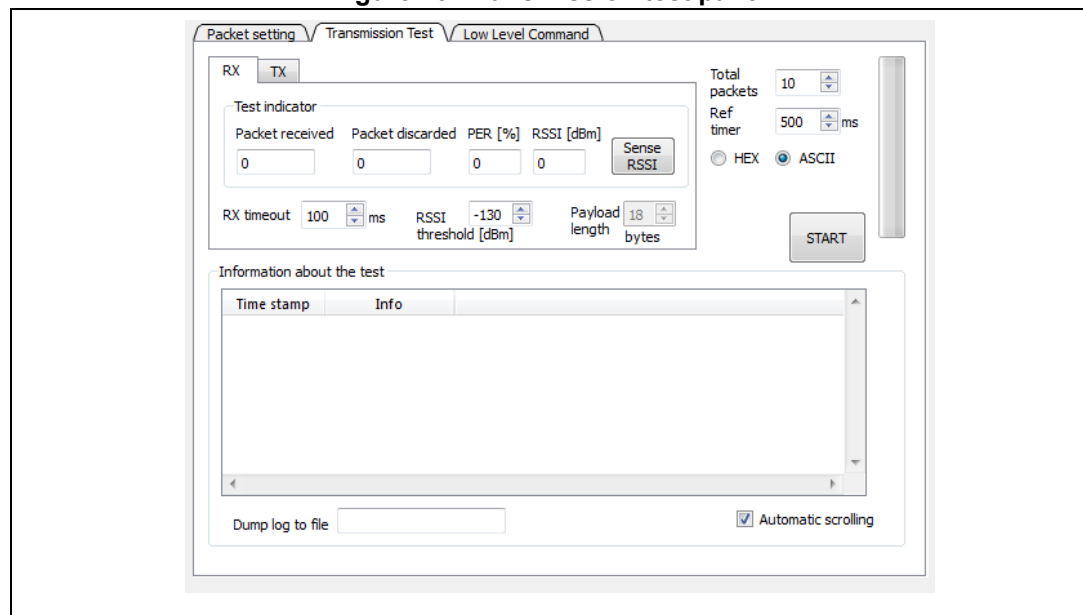 Packet setting
Transmission Test
Low Level Command
RX
TX
Test indicator
Packet received
Packet discarded
PER [%]
RSSI [dBm]
0
0
0
0
Sense
RSSI
RX timeout
100
ms
RSSI
threshold [dBm]
-130
Payload
length
18
bytes
Total
packets
10
Ref
timer
500
ms
HEX
ASCII
START
Information about the test
Time stamp
Info
Dump log to file
Automatic scrolling